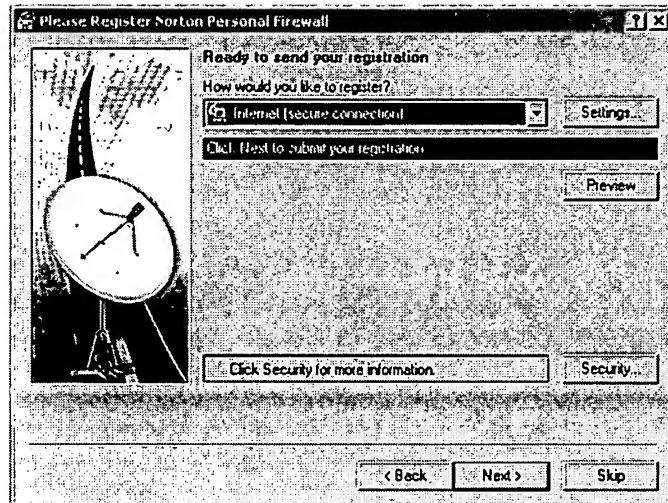 Please Register Norton Personal Firewall
Ready to send your registration
How would you like to register?
Internet (secure connection)
Settings...
Click Next to submit your registration
Preview
Click Security for more information.
Security...
< Back
Next >
Skip